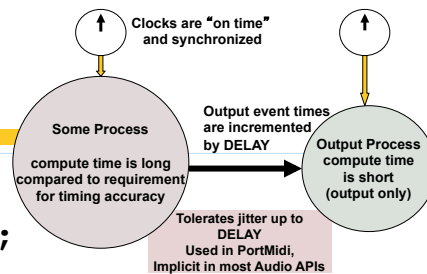 Clocks are “on time”
and synchronized
Some Process
compute time is long
compared to requirement
for timing accuracy
Output event times
are incremented
by DELAY
Output Process
compute time
is short
(output only)
Tolerates jitter up to
DELAY
Used in PortMidi,
Implicit in most Audio APIs
;